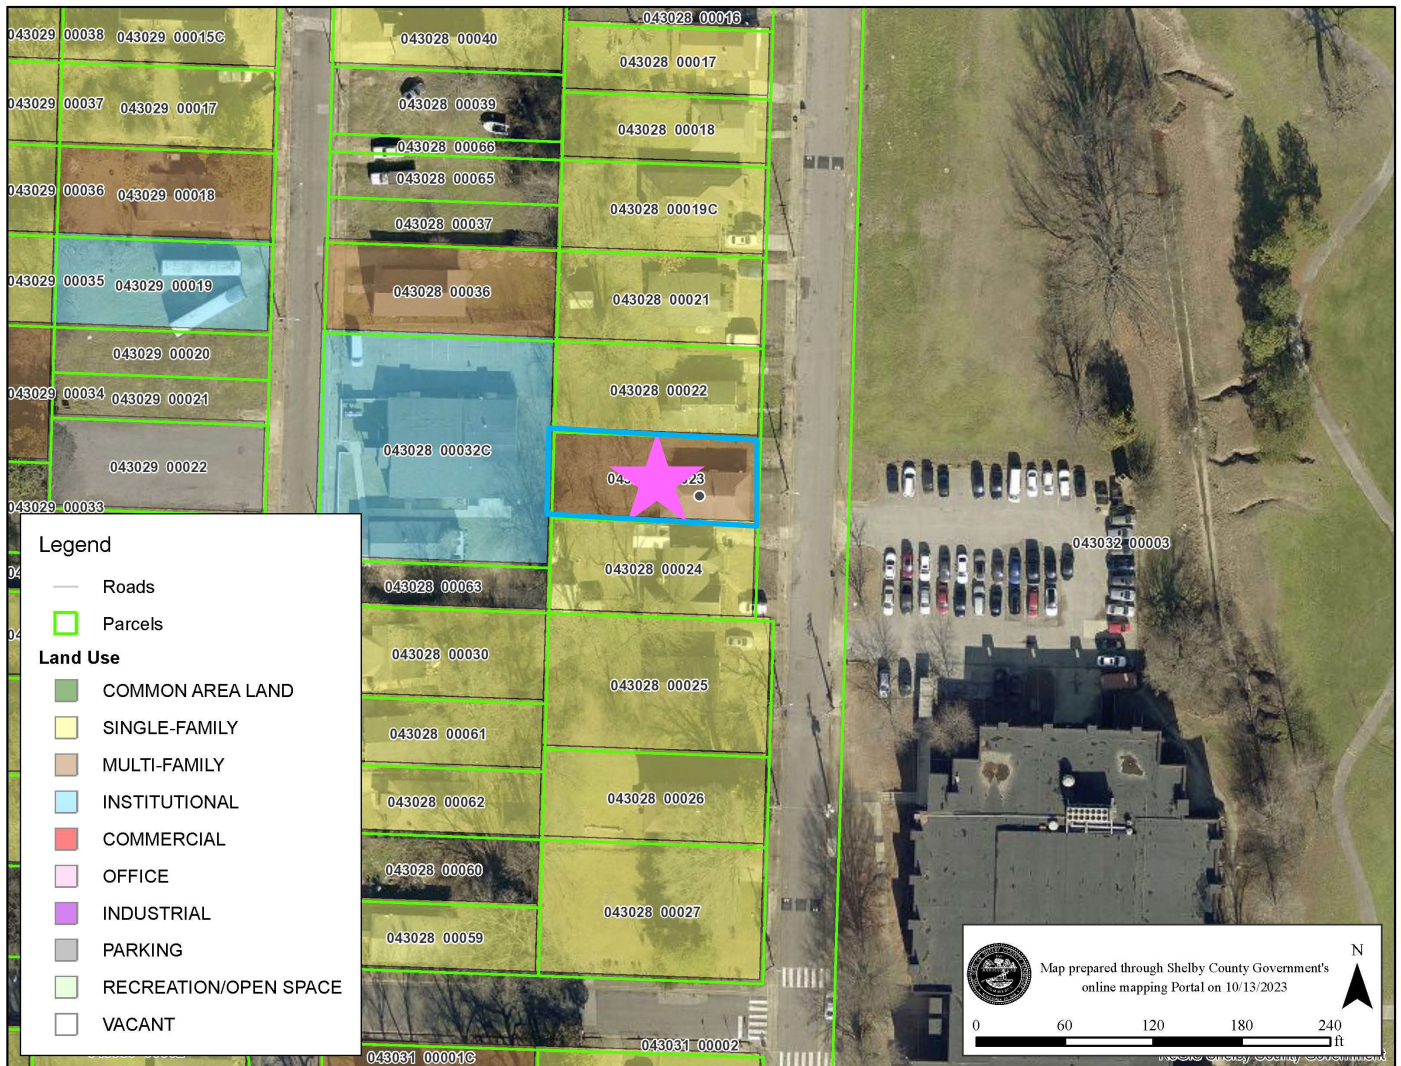 043028 00016
043029 00038
043029 00015C
043028 00040
043028 00017
043029 00037
043029 00017
043028 00039
043028 00018
043028 00066
043028 00065
043029 00036
043029 00018
043028 00019C
043028 00037
043029 00035
043029 00019
043028 00036
043028 00021
043029 00020
043029 00034
043029 00021
043028 00022
043028 00032C
043029 00022
043029 00033
043032 00003
043028 00024
043028 00063
043028 00030
043028 00025
043028 00061
043028 00062
043028 00026
043028 00060
043028 00027
043028 00059
043031 00002
043031 00001C
Legend
Roads
Parcels
Land Use
COMMON AREA LAND
SINGLE-FAMILY
MULTI-FAMILY
INSTITUTIONAL
COMMERCIAL
OFFICE
INDUSTRIAL
PARKING
RECREATION/OPEN SPACE
VACANT
Map prepared through Shelby County Government's
online mapping Portal on 10/13/2023
N
0 60 120 180 240
ft